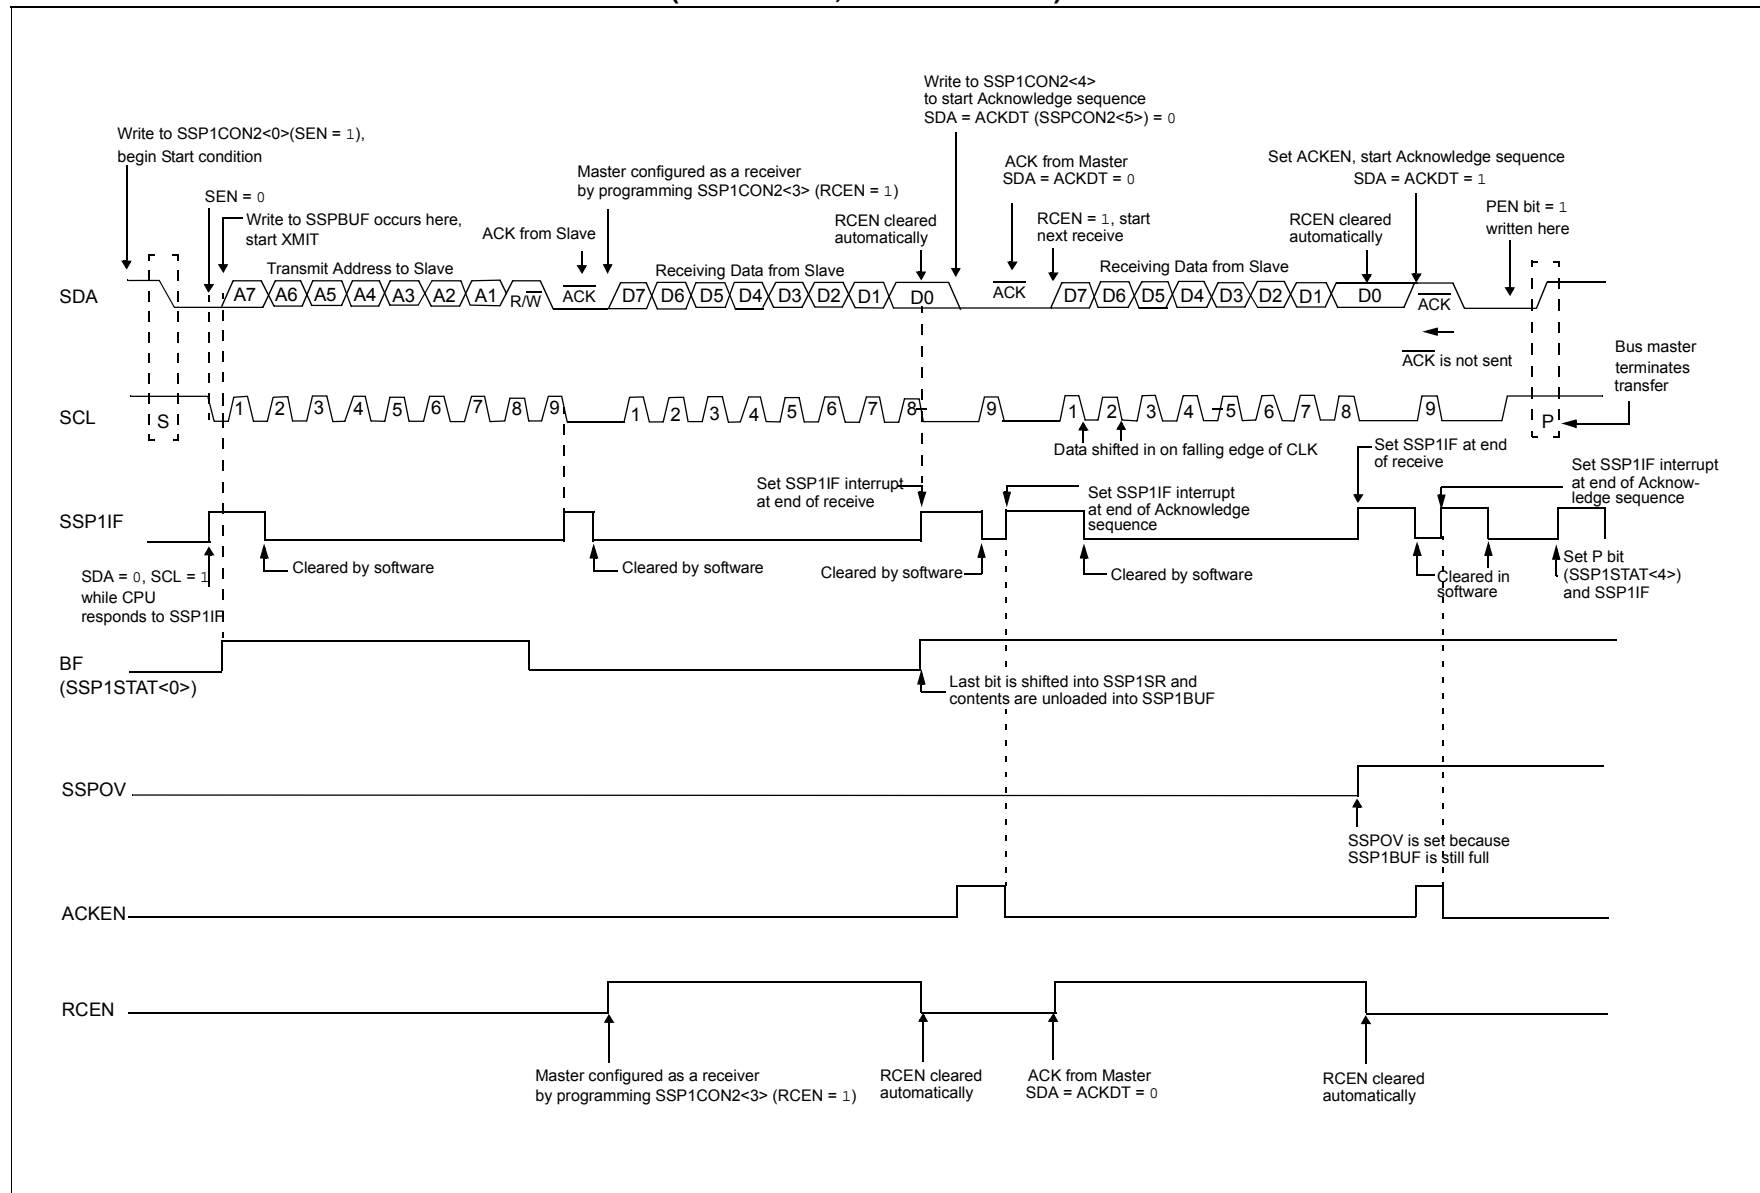 Write to SSP1CON2<4>
to start Acknowledge sequence
SDA = ACKDT (SSPCON2<5>) = 0
Write to SSP1CON2<0>(SEN = 1),
begin Start condition
SEN = 0
Write to SSPBUF occurs here,
start XMIT
ACK from Slave
Master configured as a receiver
by programming SSP1CON2<3> (RCEN = 1)
RCEN cleared
automatically
ACK from Master
SDA = ACKDT = 0
RCEN = 1, start
next receive
Set ACKEN, start Acknowledge sequence
SDA = ACKDT = 1
RCEN cleared
automatically
PEN bit = 1
written here
Transmit Address to Slave
Receiving Data from Slave
Receiving Data from Slave
SDA
A7 A6 A5 A4 A3 A2 A1 R/W ACK D7 D6 D5 D4 D3 D2 D1 D0 ACK D7 D6 D5 D4 D3 D2 D1 D0 ACK
ACK is not sent
Bus master
terminates
transfer
SCL
S 1 2 3 4 5 6 7 8 9 1 2 3 4 5 6 7 8 9 1 2 3 4 5 6 7 8 9 P
Data shifted in on falling edge of CLK
Set SSP1IF interrupt
at end of receive
Set SSP1IF interrupt
at end of Acknowledge
sequence
Set SSP1IF at end
of receive
Set SSP1IF interrupt
at end of Acknow-
ledge sequence
SSP1IF
SDA = 0, SCL = 1
while CPU
responds to SSP1IF
Cleared by software
Cleared by software
Cleared by software
Cleared by software
Cleared in
software
Set P bit
(SSP1STAT<4>)
and SSP1IF
BF
(SSP1STAT<0>)
Last bit is shifted into SSP1SR and
contents are unloaded into SSP1BUF
SSPOV
SSPOV is set because
SSP1BUF is still full
ACKEN
RCEN
Master configured as a receiver
by programming SSP1CON2<3> (RCEN = 1)
RCEN cleared
automatically
ACK from Master
SDA = ACKDT = 0
RCEN cleared
automatically